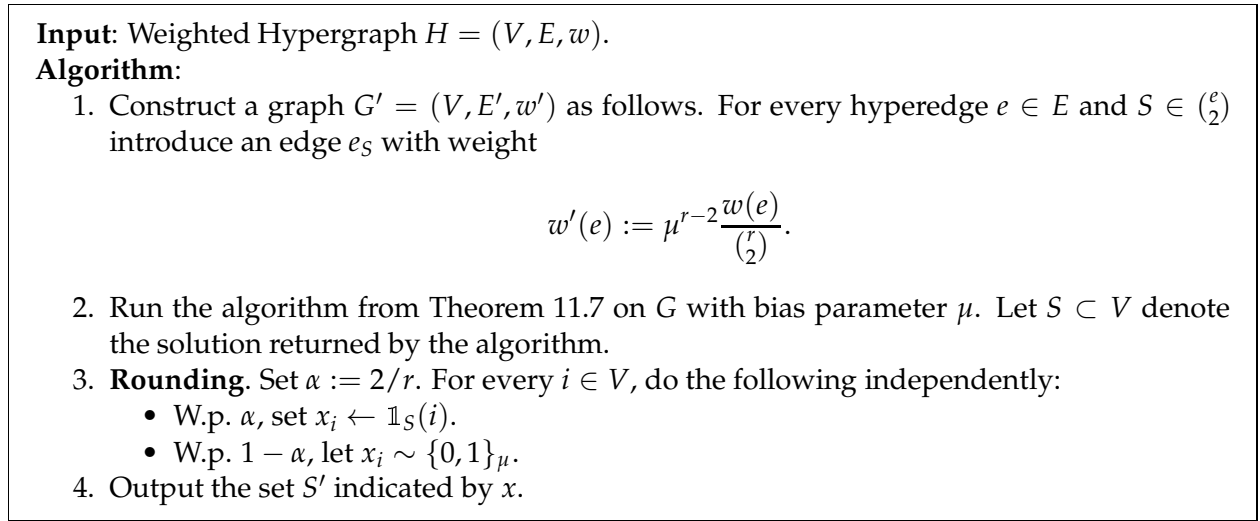 Input: Weighted Hypergraph H = (V, E, w).
Algorithm:
1. Construct a graph G′ = (V, E′, w′) as follows. For every hyperedge e ∈ E and S ∈ (e 2)
introduce an edge e_S with weight
w′(e) := μ^{r−2} w(e) / (r 2).
2. Run the algorithm from Theorem 11.7 on G with bias parameter μ. Let S ⊂ V denote
the solution returned by the algorithm.
3. Rounding. Set α := 2/r. For every i ∈ V, do the following independently:
• W.p. α, set x_i ← 𝟙_S(i).
• W.p. 1 − α, let x_i ∼ {0, 1}_μ.
4. Output the set S′ indicated by x.